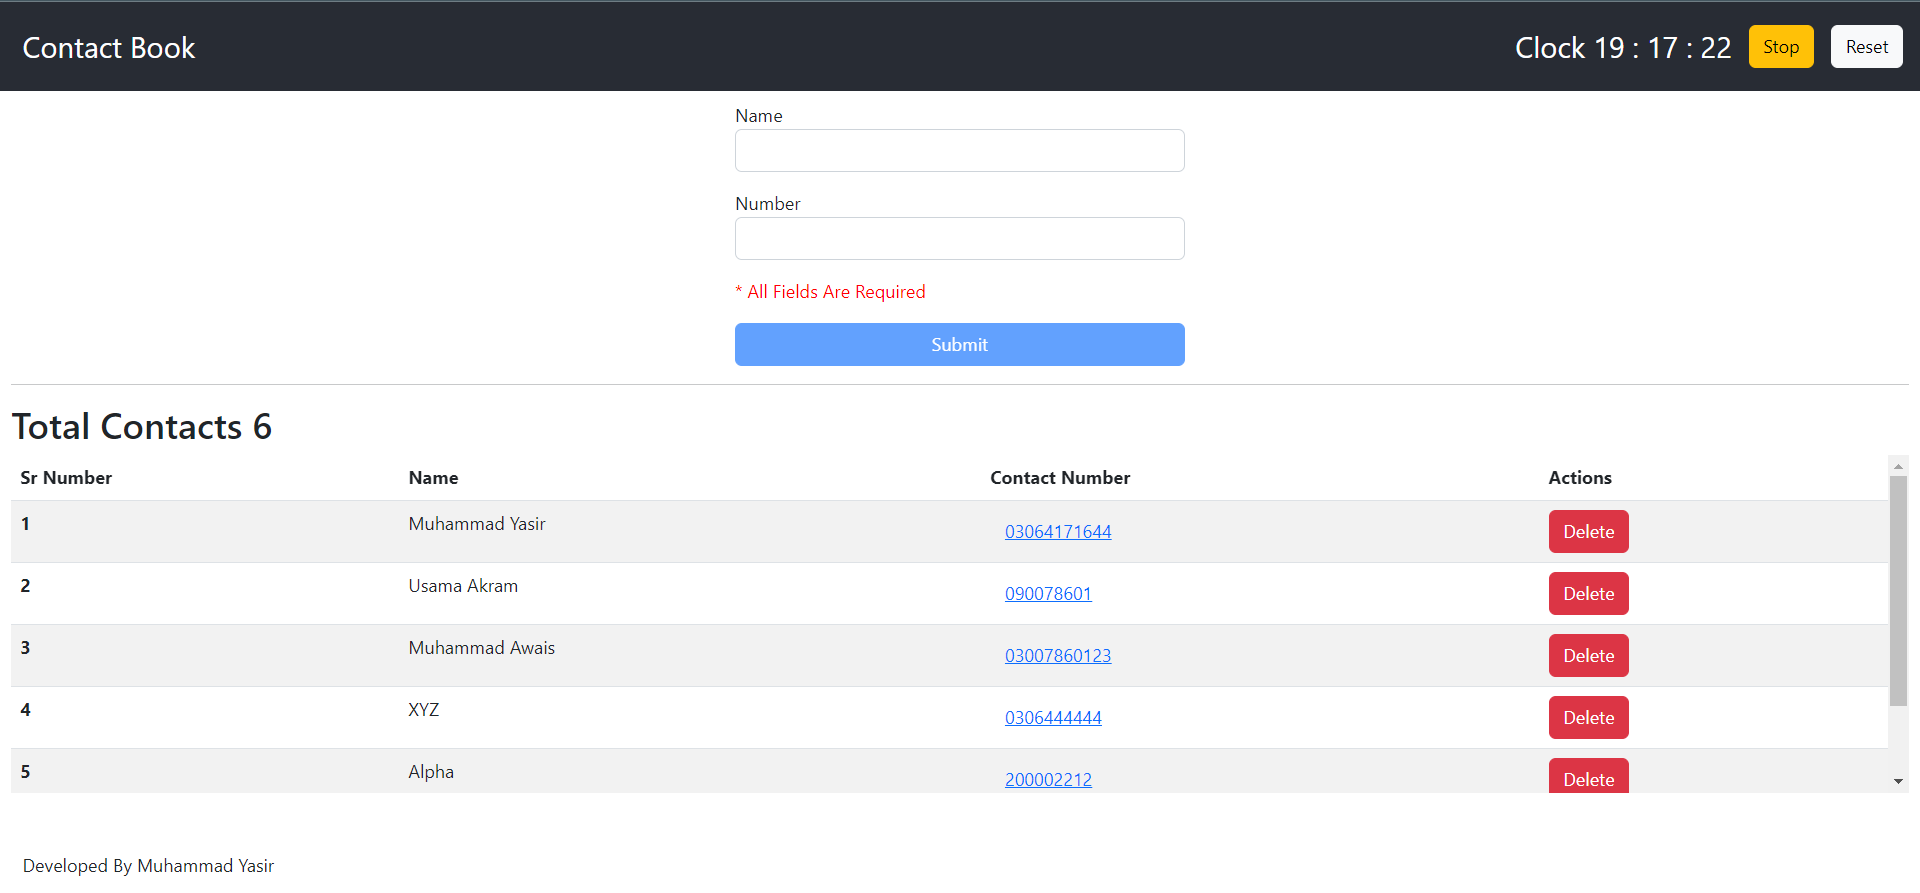 Contact Book Clock 19 : 17 : 22 Stop Reset
Name
Number
* All Fields Are Required
Submit
Total Contacts 6
Sr Number Name Contact Number Actions
1 Muhammad Yasir 03064171644 Delete
2 Usama Akram 090078601 Delete
3 Muhammad Awais 03007860123 Delete
4 XYZ 0306444444 Delete
5 Alpha 200002212 Delete
Developed By Muhammad Yasir